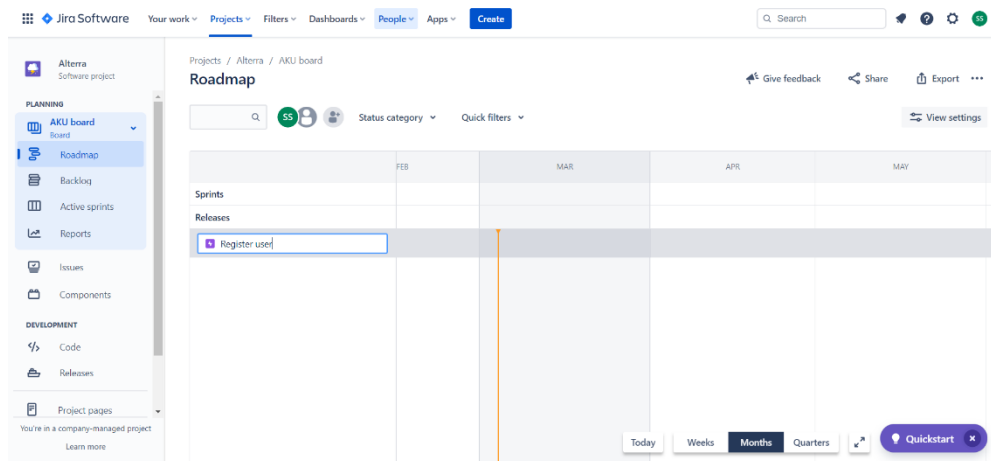 Jira Software Your work Projects Filters Dashboards People Apps Create Search SS
Alterra
Software project
PLANNING
AKU board
Board
Roadmap
Backlog
Active sprints
Reports
Issues
Components
DEVELOPMENT
Code
Releases
Project pages
You're in a company-managed project
Learn more
Projects / Alterra / AKU board
Roadmap
Give feedback Share Export
SS Status category Quick filters View settings
FEB MAR APR MAY
Sprints
Releases
Register user
Today Weeks Months Quarters Quickstart